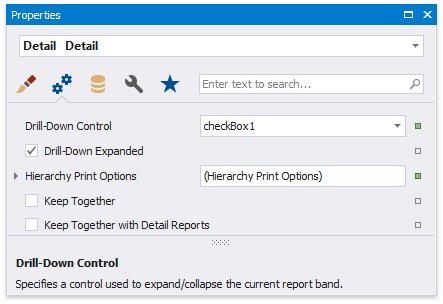 Properties
Detail Detail
Enter text to search...
Drill-Down Control checkBox1
Drill-Down Expanded
Hierarchy Print Options (Hierarchy Print Options)
Keep Together
Keep Together with Detail Reports
Drill-Down Control
Specifies a control used to expand/collapse the current report band.